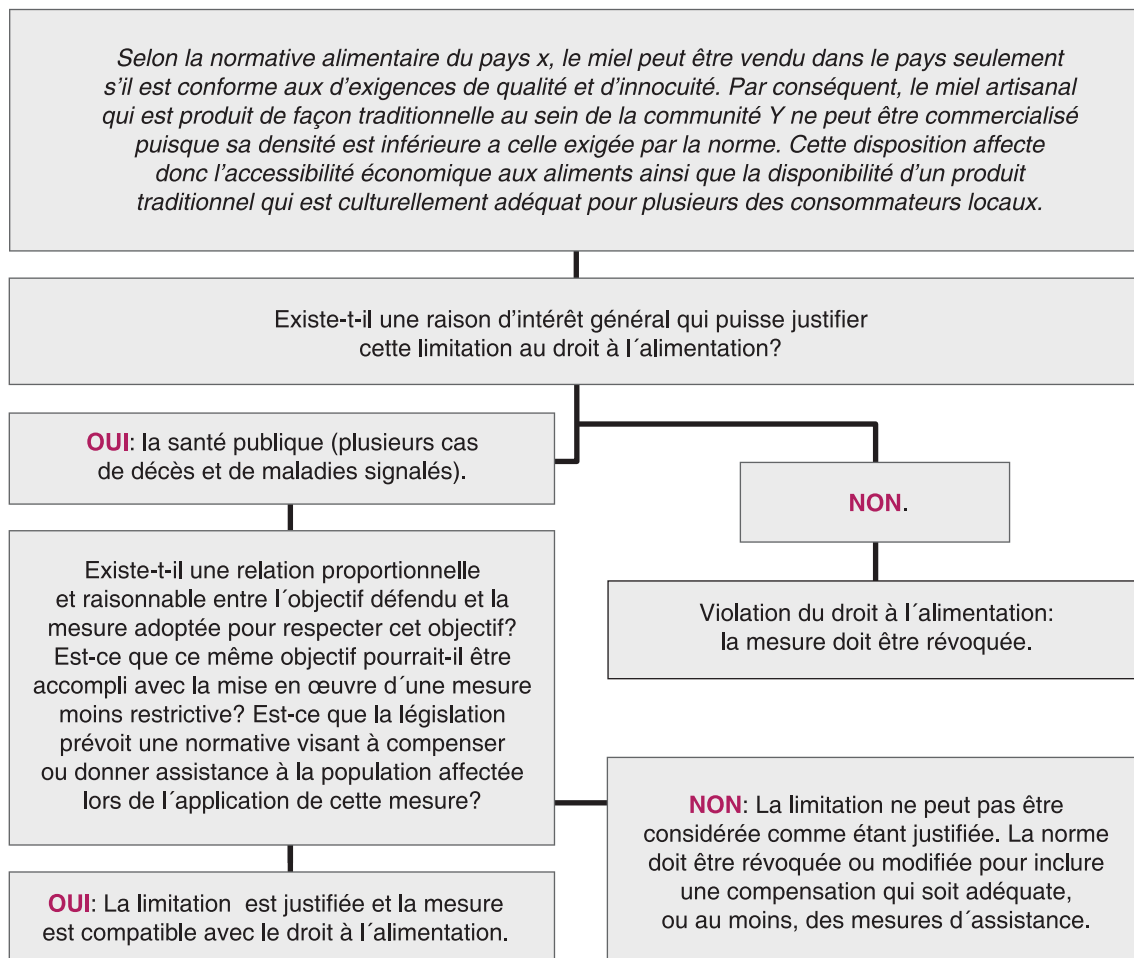 Selon la normative alimentaire du pays x, le miel peut être vendu dans le pays seulement
s'il est conforme aux d'exigences de qualité et d'innocuité. Par conséquent, le miel artisanal
qui est produit de façon traditionnelle au sein de la communité Y ne peut être commercialisé
puisque sa densité est inférieure a celle exigée par la norme. Cette disposition affecte
donc l'accessibilité économique aux aliments ainsi que la disponibilité d'un produit
traditionnel qui est culturellement adéquat pour plusieurs des consommateurs locaux.
Existe-t-il une raison d'intérêt général qui puisse justifier
cette limitation au droit à l´alimentation?
OUI: la santé publique (plusieurs cas
de décès et de maladies signalés).
NON.
Violation du droit à l´alimentation:
la mesure doit être révoquée.
Existe-t-il une relation proportionnelle
et raisonnable entre l´objectif défendu et la
mesure adoptée pour respecter cet objectif?
Est-ce que ce même objectif pourrait-il être
accompli avec la mise en œuvre d´une mesure
moins restrictive? Est-ce que la législation
prévoit une normative visant à compenser
ou donner assistance à la population affectée
lors de l´application de cette mesure?
NON: La limitation ne peut pas être
considérée comme étant justifiée. La norme
doit être révoquée ou modifiée pour inclure
une compensation qui soit adéquate,
ou au moins, des mesures d´assistance.
OUI: La limitation est justifiée et la mesure
est compatible avec le droit à l´alimentation.